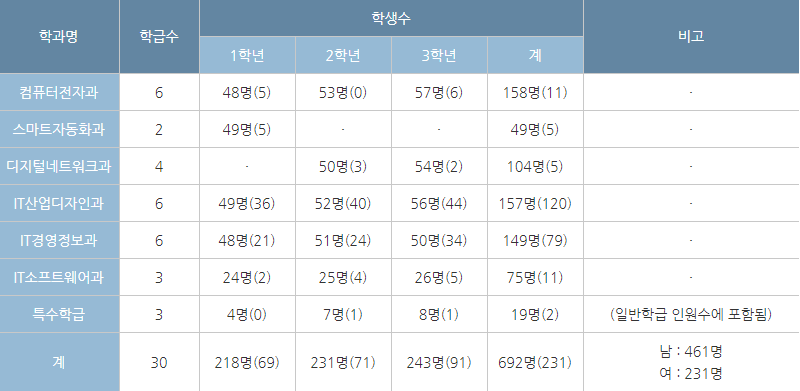 학과명 학급수 학생수 비고
1학년 2학년 3학년 계
컴퓨터전자과 6 48명(5) 53명(0) 57명(6) 158명(11) -
스마트자동화과 2 49명(5) - - 49명(5) -
디지털네트워크과 4 - 50명(3) 54명(2) 104명(5) -
IT산업디자인과 6 49명(36) 52명(40) 56명(44) 157명(120) -
IT경영정보과 6 48명(21) 51명(24) 50명(34) 149명(79) -
IT소프트웨어과 3 24명(2) 25명(4) 26명(5) 75명(11) -
특수학급 3 4명(0) 7명(1) 8명(1) 19명(2) (일반학급 인원수에 포함됨)
계 30 218명(69) 231명(71) 243명(91) 692명(231) 남 : 461명
여 : 231명